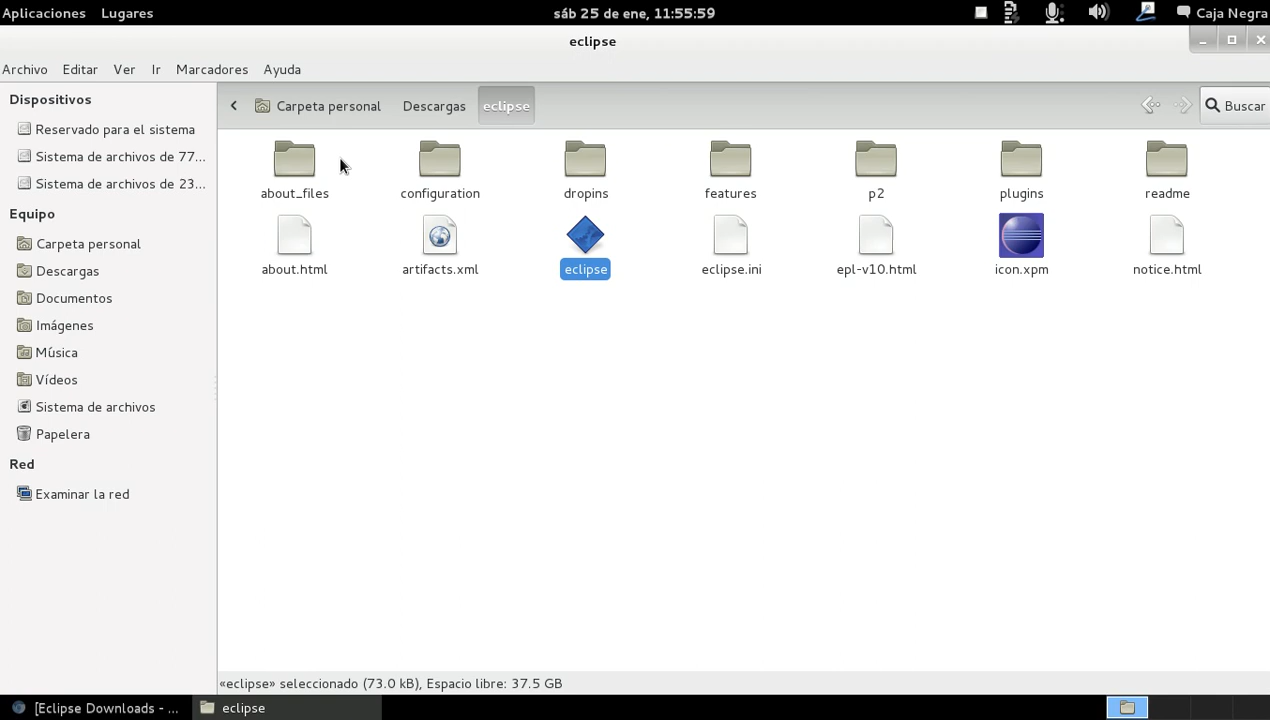 Aplicaciones Lugares sáb 25 de ene, 11:55:59 Caja Negra
eclipse
Archivo Editar Ver Ir Marcadores Ayuda
Dispositivos
Reservado para el sistema
Sistema de archivos de 77...
Sistema de archivos de 23...
Equipo
Carpeta personal
Descargas
Documentos
Imágenes
Música
Vídeos
Sistema de archivos
Papelera
Red
Examinar la red
Carpeta personal Descargas eclipse Buscar
about_files configuration dropins features p2 plugins readme
about.html artifacts.xml eclipse eclipse.ini epl-v10.html icon.xpm notice.html
«eclipse» seleccionado (73.0 kB), Espacio libre: 37.5 GB
[Eclipse Downloads - ... eclipse